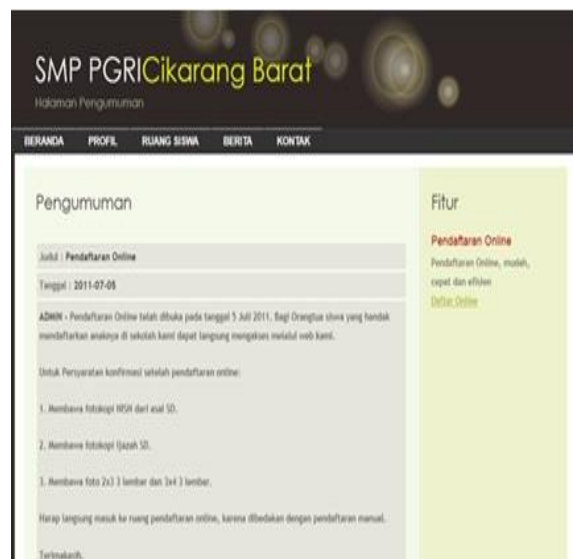 SMP PGRICikarang Barat
Halaman Pengumuman
BERANDA PROFIL RUANG SISWA BERITA KONTAK
Pengumuman
Judul : Pendaftaran Online
Tanggal : 2011-07-05
ADMIN - Pendaftaran Online telah dibuka pada tanggal 5 Juli 2011. Bagi Orangtua siswa yang hendak
mendaftarkan anaknya di sekolah kami dapat langsung mengakses melalui web kami.
Untuk Persyaratan konfirmasi setelah pendaftaran online:
1. Membawa fotokopi NISN dari asal SD.
2. Membawa fotokopi Ijazah SD.
3. Membawa foto 2x3 3 lembar dan 3x4 3 lembar.
Harap langsung masuk ke ruang pendaftaran online, karena dibedakan dengan pendaftaran manual.
Terimakasih.
Fitur
Pendaftaran Online
Pendaftaran Online, mudah,
cepat dan efisien
Daftar Online